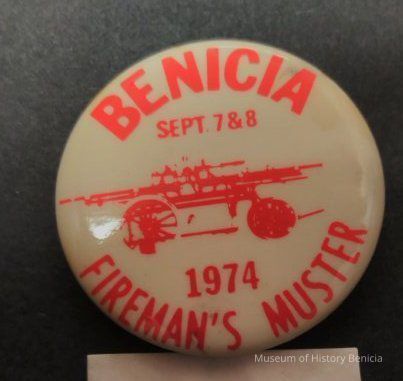 BENICIA
SEPT. 7 & 8
1974
FIREMAN'S MUSTER
Museum of History Benicia